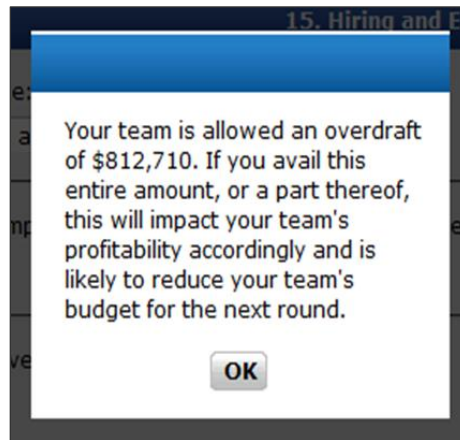 15. Hiring and E
e:
a
Your team is allowed an overdraft
of $812,710. If you avail this
entire amount, or a part thereof,
mp
this will impact your team's
e
profitability accordingly and is
likely to reduce your team's
budget for the next round.
ve
OK